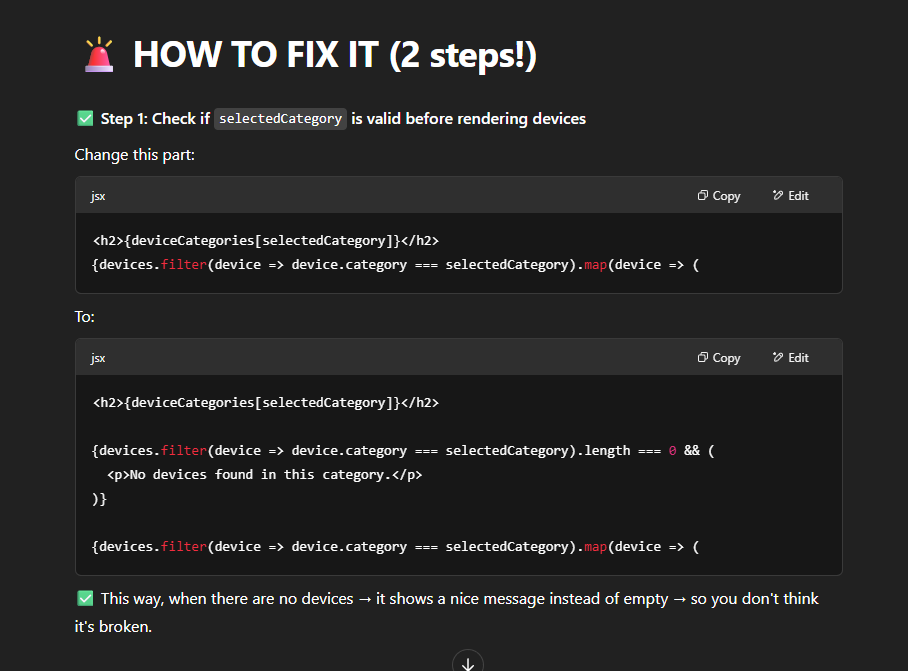 🚨 HOW TO FIX IT (2 steps!)
✅ Step 1: Check if selectedCategory is valid before rendering devices
Change this part:
jsx Copy Edit
<h2>{deviceCategories[selectedCategory]}</h2>
{devices.filter(device => device.category === selectedCategory).map(device => (
To:
jsx Copy Edit
<h2>{deviceCategories[selectedCategory]}</h2>
{devices.filter(device => device.category === selectedCategory).length === 0 && (
  <p>No devices found in this category.</p>
)}
{devices.filter(device => device.category === selectedCategory).map(device => (
✅ This way, when there are no devices → it shows a nice message instead of empty → so you don't think
it's broken.